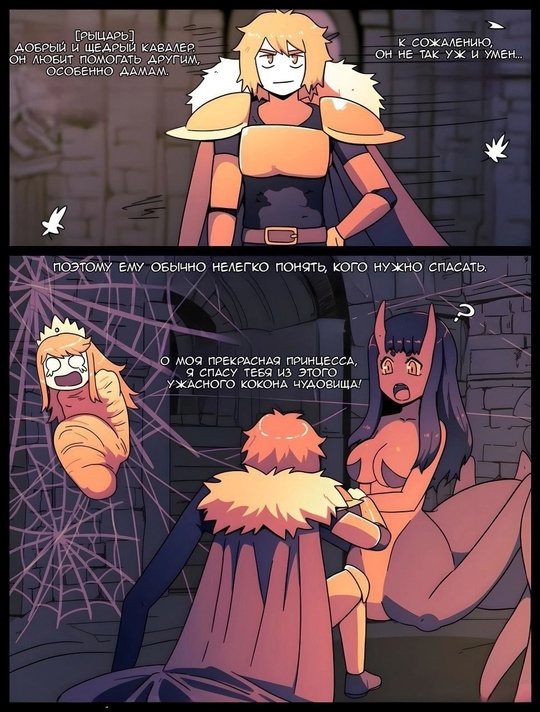 [РЫЦАРЬ]
ДОБРЫЙ И ЩЕДРЫЙ КАВАЛЕР.
ОН ЛЮБИТ ПОМОГАТЬ ДРУГИМ,
ОСОБЕННО ДАМАМ.
К СОЖАЛЕНИЮ,
ОН НЕ ТАК УЖ И УМЕН...
ПОЭТОМУ ЕМУ ОБЫЧНО НЕЛЕГКО ПОНЯТЬ, КОГО НУЖНО СПАСАТЬ.
?
О МОЯ ПРЕКРАСНАЯ ПРИНЦЕССА,
Я СПАСУ ТЕБЯ ИЗ ЭТОГО
УЖАСНОГО КОКОНА ЧУДОВИЩА!